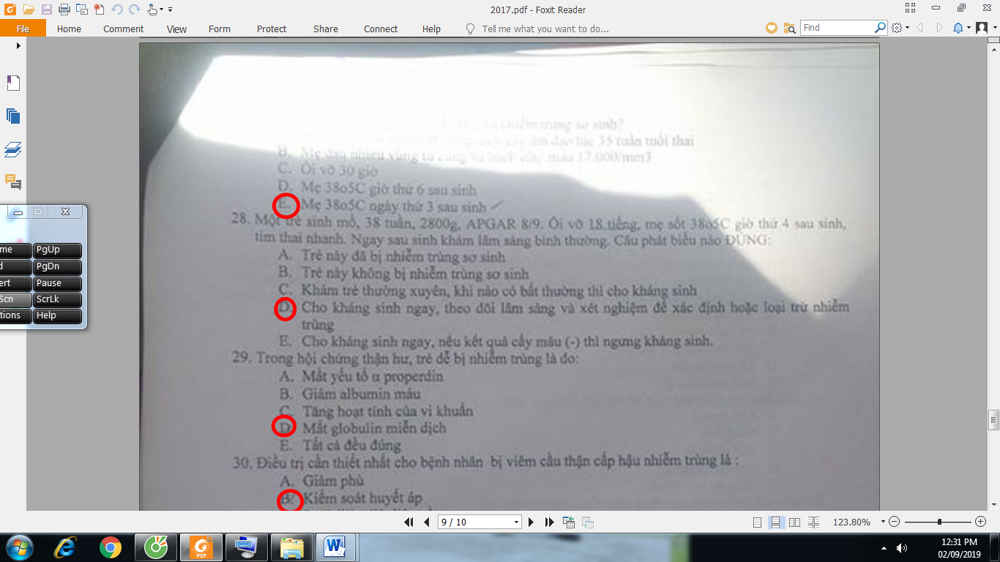 2017.pdf - Foxit Reader
File Home Comment View Form Protect Share Connect Help Tell me what you want to do... Find
nhiễm trùng sơ sinh?
âm đạo lúc 35 tuần tuổi thai
B. Mẹ đau nhiều vùng tử cung và bạch cầu máu 17.000/mm3
C. Ối vỡ 30 giờ
D. Mẹ 38o5C giờ thứ 6 sau sinh
E. Mẹ 38o5C ngày thứ 3 sau sinh
28. Một trẻ sinh mổ, 38 tuần, 2800g, APGAR 8/9. Ối vỡ 18 tiếng, mẹ sốt 38o5C giờ thứ 4 sau sinh,
tim thai nhanh. Ngay sau sinh khám lâm sàng bình thường. Câu phát biểu nào ĐÚNG:
A. Trẻ này đã bị nhiễm trùng sơ sinh
B. Trẻ này không bị nhiễm trùng sơ sinh
C. Khám trẻ thường xuyên, khi nào có bất thường thì cho kháng sinh
D. Cho kháng sinh ngay, theo dõi lâm sàng và xét nghiệm để xác định hoặc loại trừ nhiễm
trùng
E. Cho kháng sinh ngay, nếu kết quả cấy máu (-) thì ngưng kháng sinh.
29. Trong hội chứng thận hư, trẻ dễ bị nhiễm trùng là do:
A. Mất yếu tố α properdin
B. Giảm albumin máu
C. Tăng hoạt tính của vi khuẩn
D. Mất globulin miễn dịch
E. Tất cả đều đúng
30. Điều trị cần thiết nhất cho bệnh nhân bị viêm cầu thận cấp hậu nhiễm trùng là :
A. Giảm phù
B. Kiểm soát huyết áp
me PgUp
d PgDn
ert Pause
Scn ScrLk
tions Help
9 / 10
123.80%
12:31 PM
02/09/2019